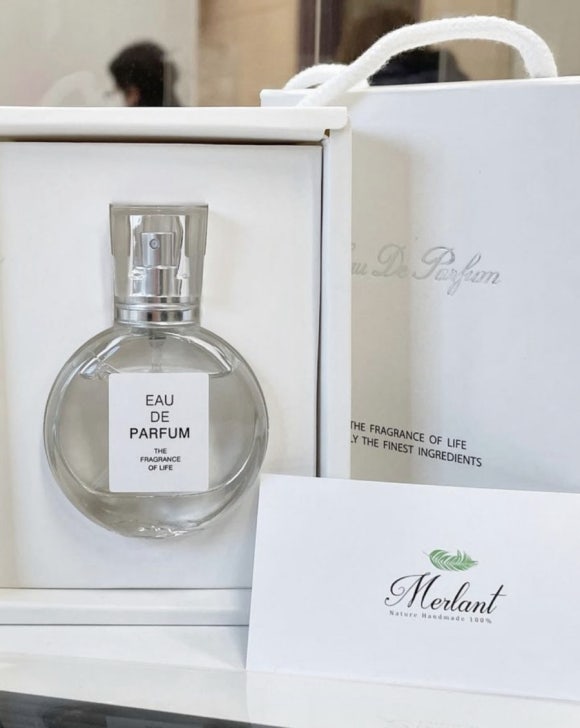 EAU
DE
PARFUM
THE
FRAGRANCE
OF LIFE
De Parfum
THE FRAGRANCE OF LIFE
THE FINEST INGREDIENTS
Merlant
Nature Handmade 100%